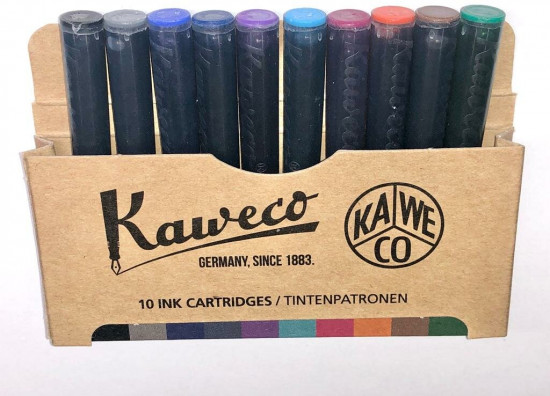 Kaweco
GERMANY, SINCE 1883.
KA WE
CO
10 INK CARTRIDGES / TINTENPATRONEN